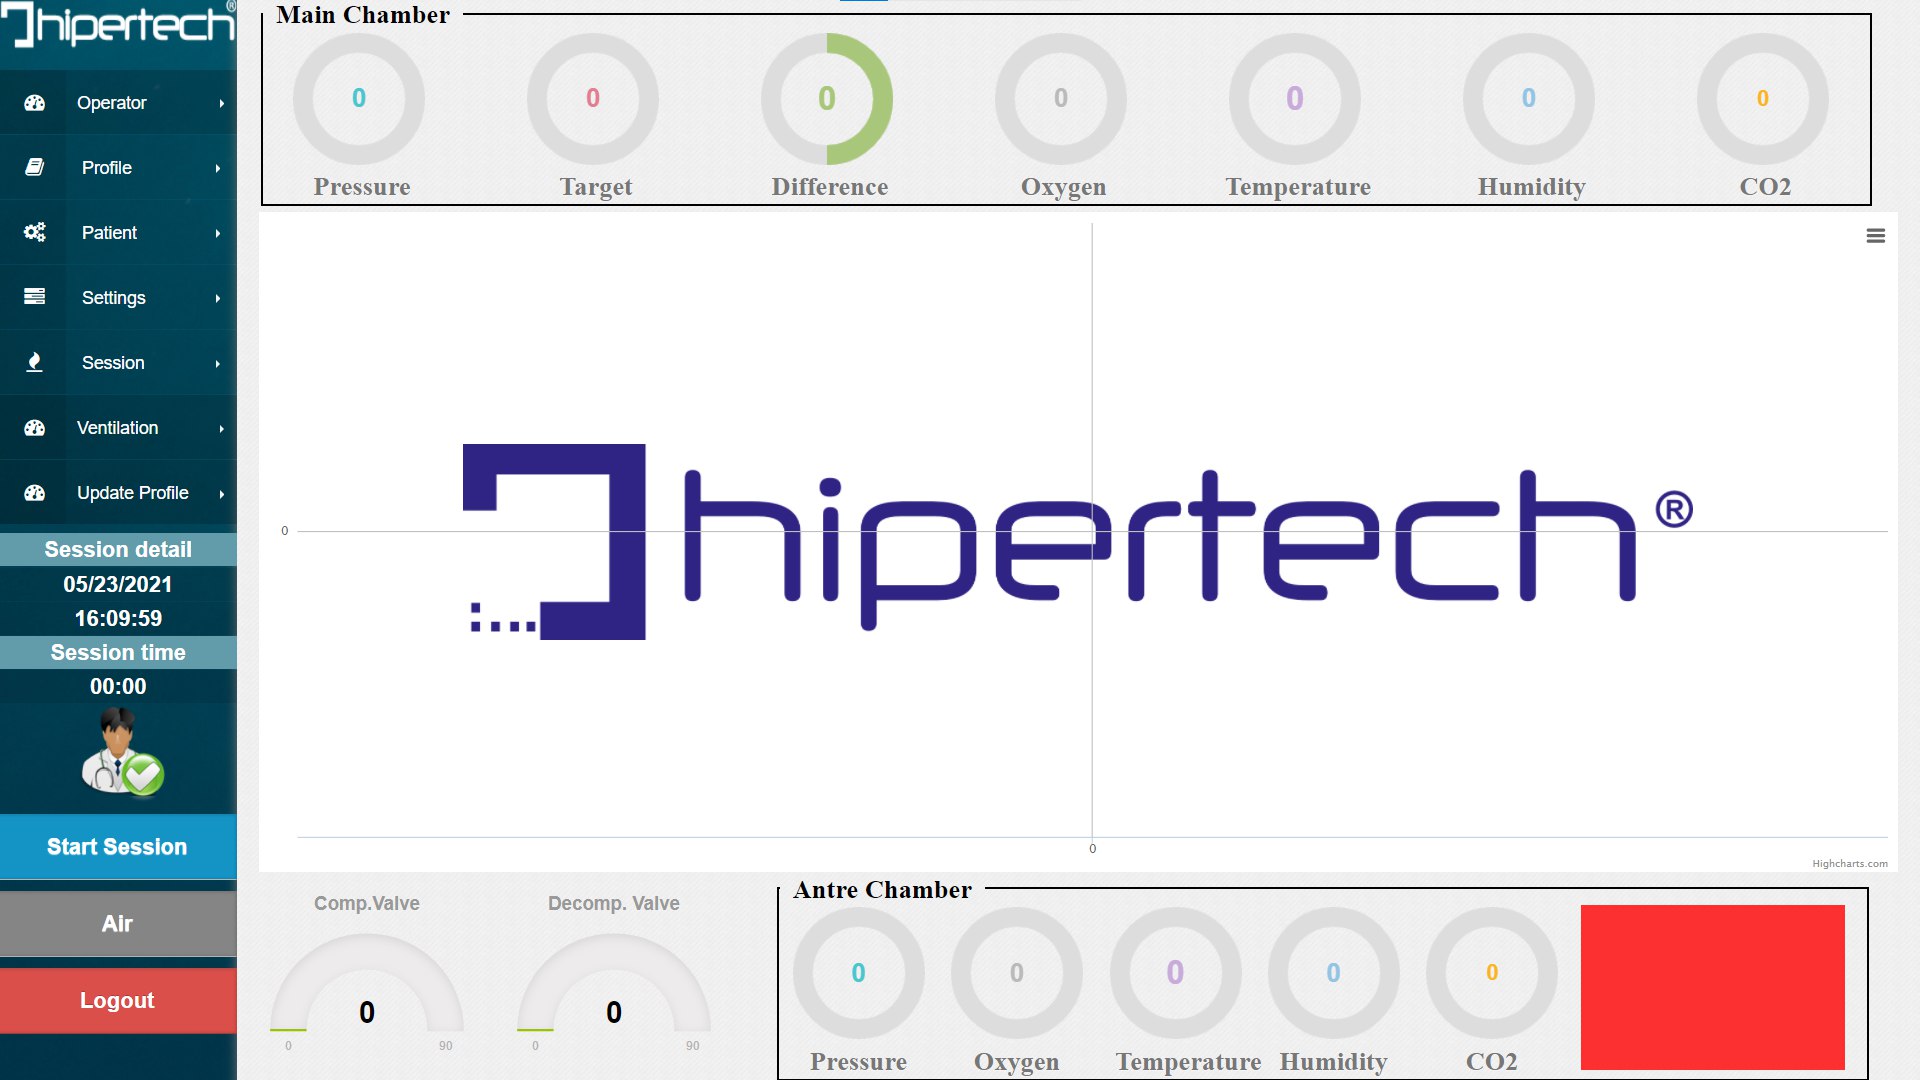 hipertech®
Operator
Profile
Patient
Settings
Session
Ventilation
Update Profile
Session detail
05/23/2021
16:09:59
Session time
00:00
Start Session
Air
Logout
Main Chamber
0 0 0 0 0 0 0
Pressure Target Difference Oxygen Temperature Humidity CO2
hipertech®
0
0
Highcharts.com
Comp.Valve Decomp. Valve
0 0
0 90 0 90
Antre Chamber
0 0 0 0 0
Pressure Oxygen Temperature Humidity CO2